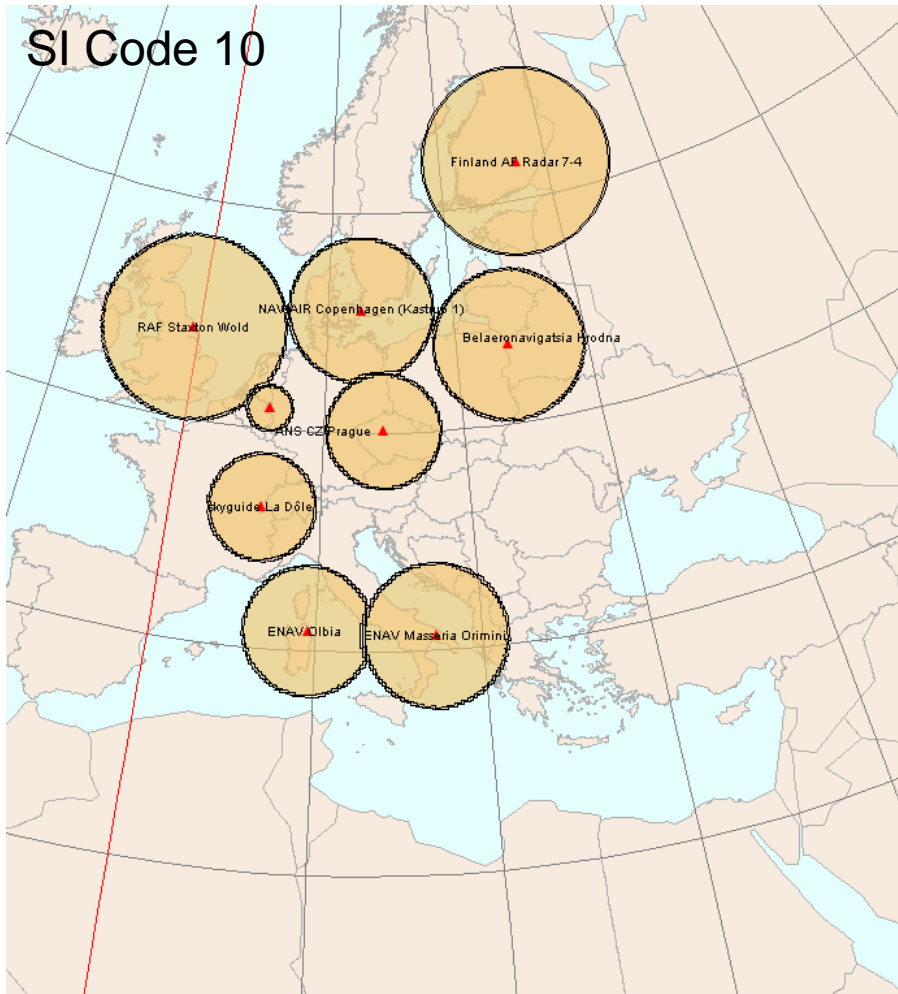 SI Code 10
Finland AF Radar 7-4
NAVIAIR Copenhagen (Kastrup 1)
RAF Staxton Wold
Belaeronavigatsia Hrodna
ANS CZ Prague
skyguide La Dôle
ENAV Olbia
ENAV Masseria Orimini